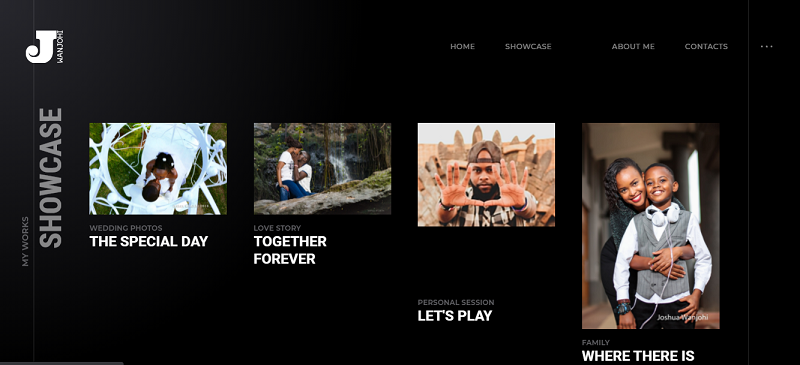 J
WANJOHI
HOME
SHOWCASE
ABOUT ME
CONTACTS
MY WORKS
SHOWCASE
WEDDING PHOTOS
THE SPECIAL DAY
LOVE STORY
TOGETHER
FOREVER
PERSONAL SESSION
LET'S PLAY
Joshua Wanjohi
FAMILY
WHERE THERE IS